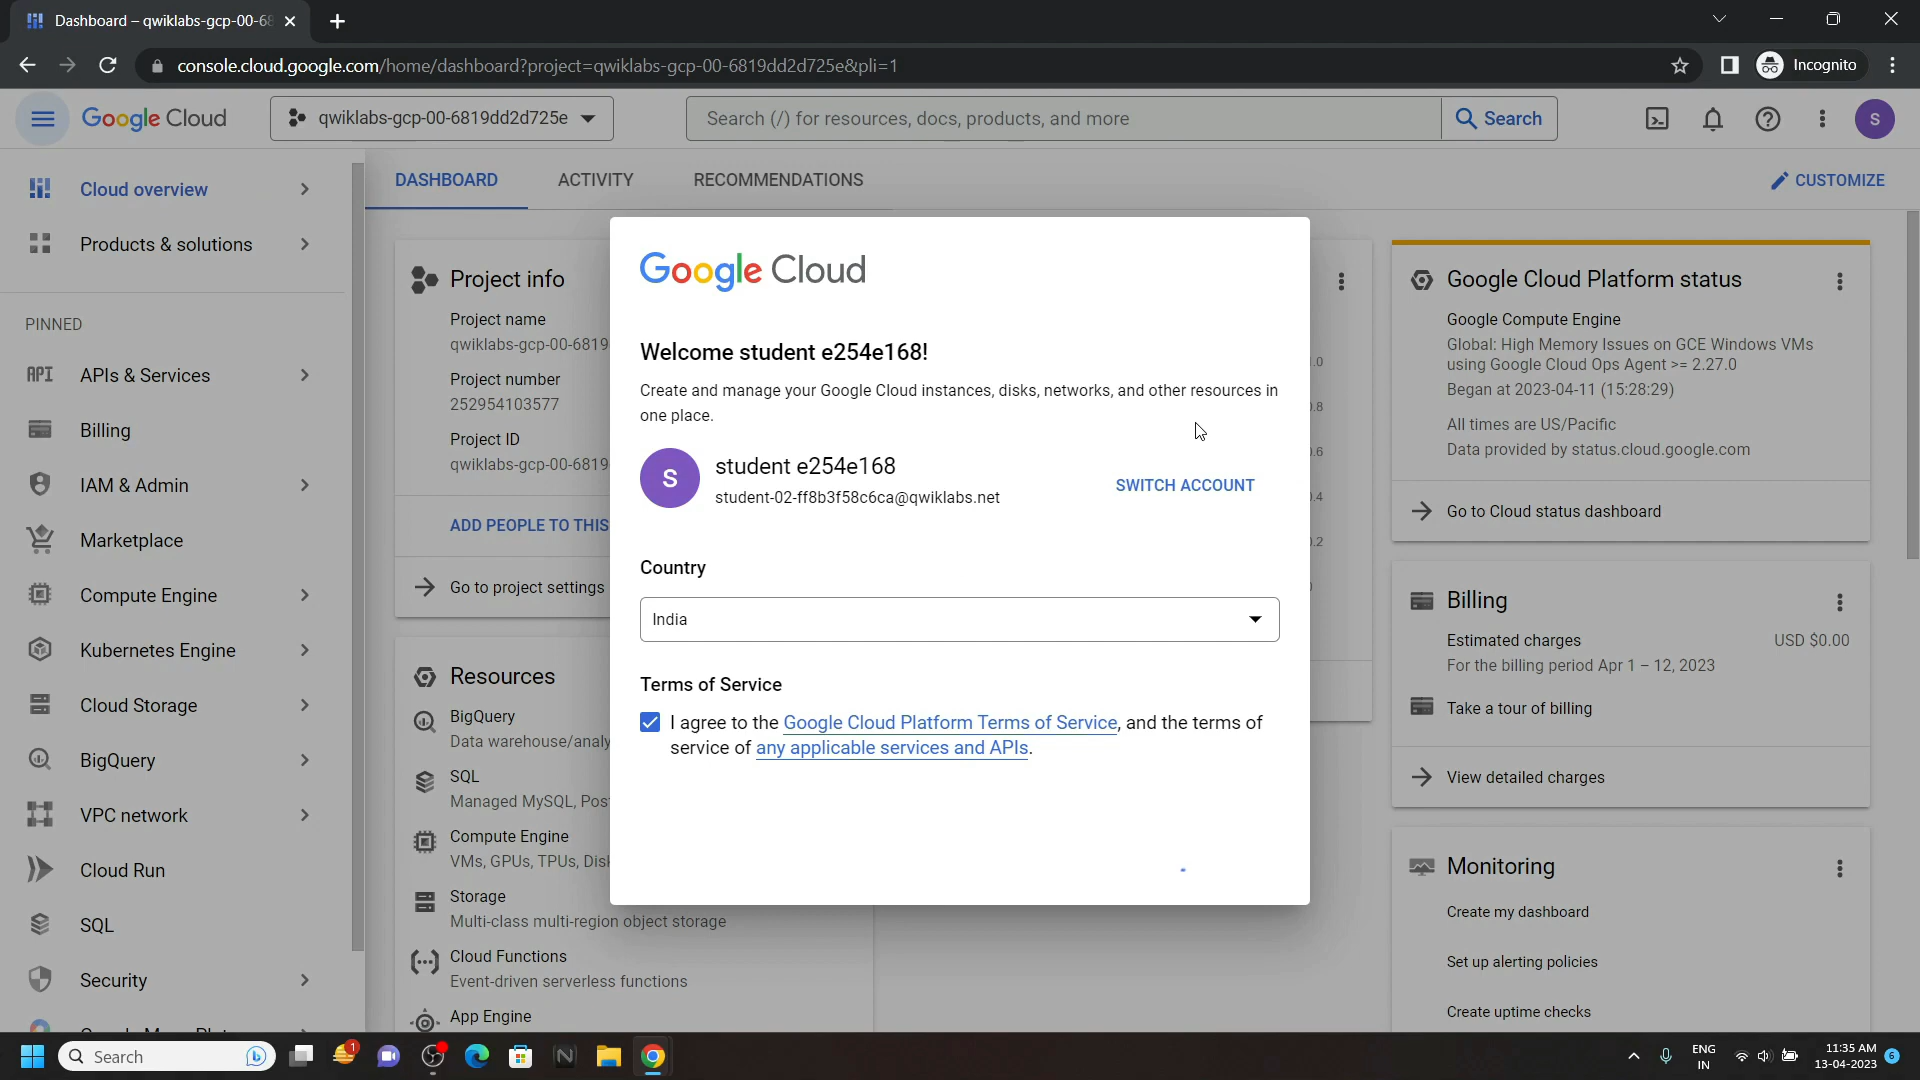 Dashboard – qwiklabs-gcp-00-68
console.cloud.google.com/home/dashboard?project=qwiklabs-gcp-00-6819dd2d725e&pli=1
Incognito
Google Cloud
qwiklabs-gcp-00-6819dd2d725e
Search (/) for resources, docs, products, and more
Search
S
Cloud overview
Products & solutions
PINNED
API APIs & Services
Billing
IAM & Admin
Marketplace
Compute Engine
Kubernetes Engine
Cloud Storage
BigQuery
VPC network
Cloud Run
SQL
Security
DASHBOARD
ACTIVITY
RECOMMENDATIONS
CUSTOMIZE
Project info
Project name
qwiklabs-gcp-00-6819
Project number
252954103577
Project ID
qwiklabs-gcp-00-6819
ADD PEOPLE TO THIS
Go to project settings
Resources
BigQuery
Data warehouse/analy
SQL
Managed MySQL, Pos
Compute Engine
VMs, GPUs, TPUs, Disk
Storage
Multi-class multi-region object storage
Cloud Functions
Event-driven serverless functions
App Engine
Google Cloud
Welcome student e254e168!
Create and manage your Google Cloud instances, disks, networks, and other resources in
one place.
S
student e254e168
student-02-ff8b3f58c6ca@qwiklabs.net
SWITCH ACCOUNT
Country
India
Terms of Service
I agree to the Google Cloud Platform Terms of Service, and the terms of
service of any applicable services and APIs.
.0
.8
.6
.4
.2
Google Cloud Platform status
Google Compute Engine
Global: High Memory Issues on GCE Windows VMs
using Google Cloud Ops Agent >= 2.27.0
Began at 2023-04-11 (15:28:29)
All times are US/Pacific
Data provided by status.cloud.google.com
Go to Cloud status dashboard
Billing
Estimated charges
USD $0.00
For the billing period Apr 1 – 12, 2023
Take a tour of billing
View detailed charges
Monitoring
Create my dashboard
Set up alerting policies
Create uptime checks
Search
1
ENG
IN
11:35 AM
13-04-2023
6